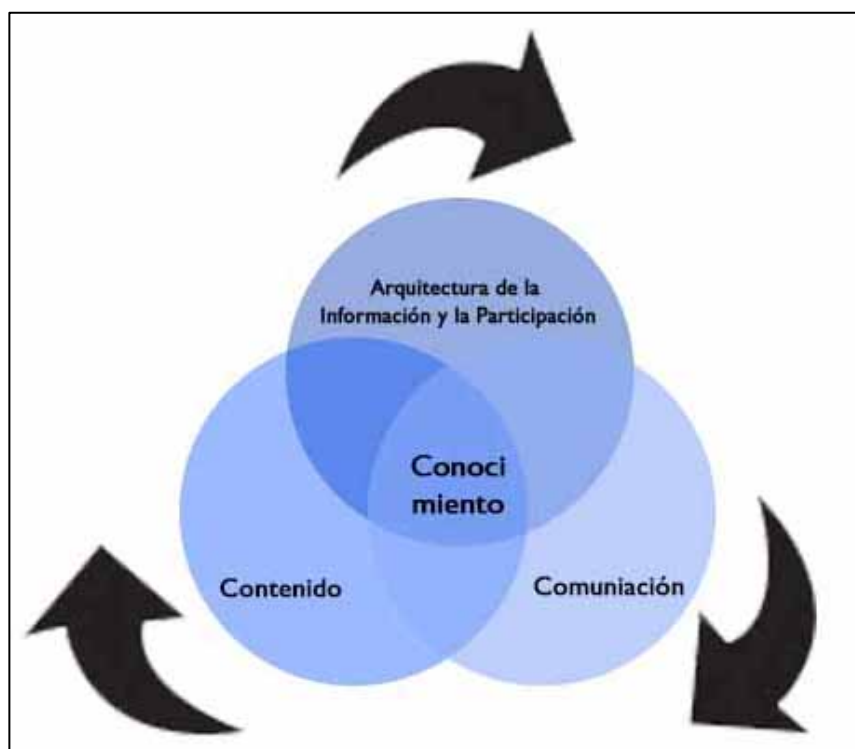 Arquitectura de la
Información y la Participación
Conoci
miento
Contenido
Comuniación